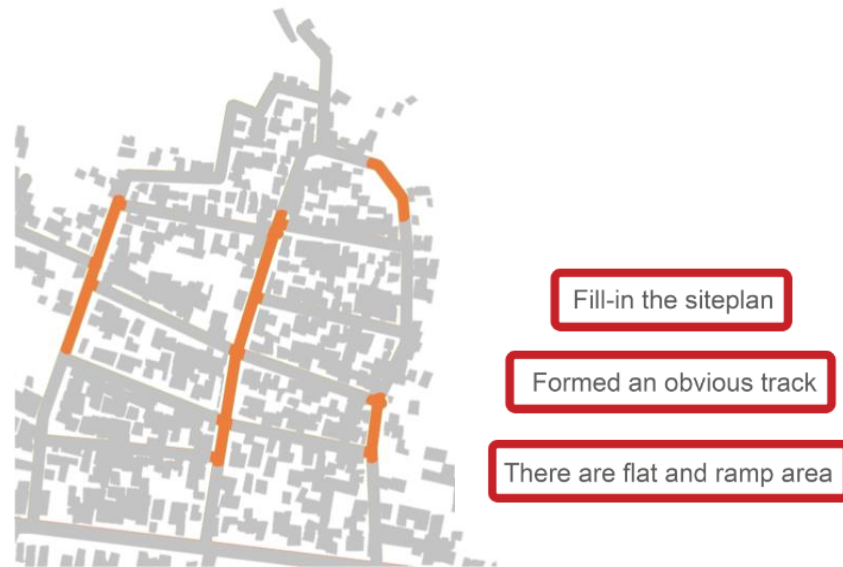 Fill-in the siteplan
Formed an obvious track
There are flat and ramp area